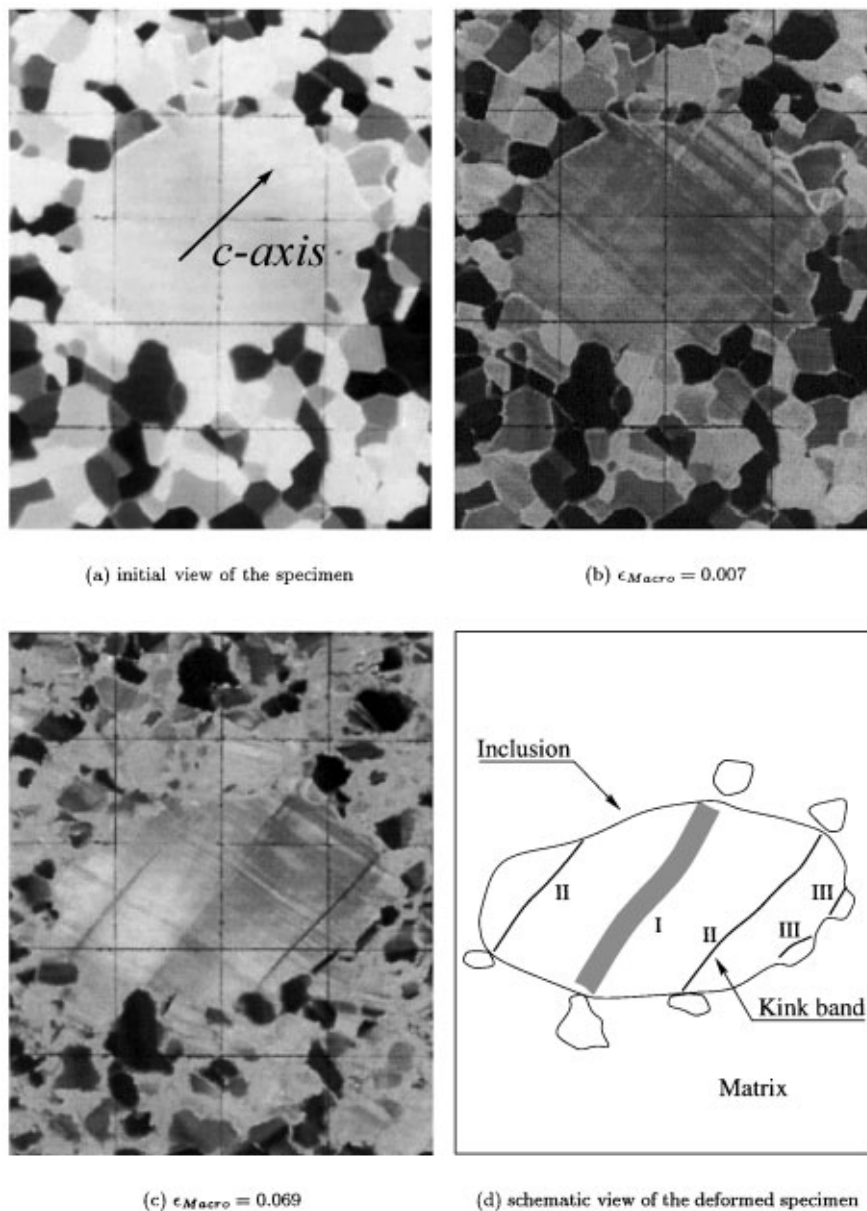 c-axis
(a) initial view of the specimen
(b) ϵMacro = 0.007
Inclusion
II
I
II
III
III
Kink band
Matrix
(c) ϵMacro = 0.069
(d) schematic view of the deformed specimen